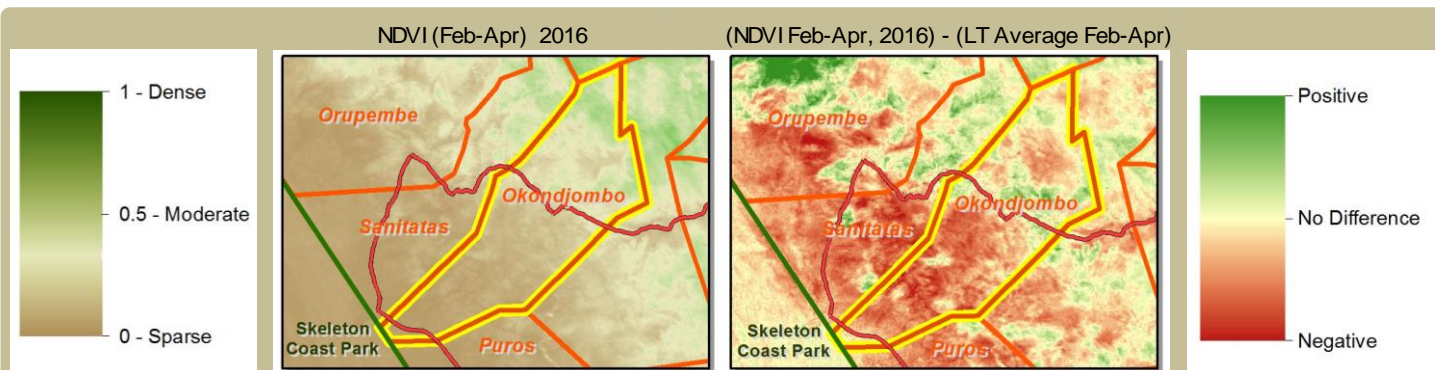 NDVI (Feb-Apr) 2016
(NDVI Feb-Apr, 2016) - (LT Average Feb-Apr)
1 - Dense
0.5 - Moderate
0 - Sparse
Orupembe
Okondjombo
Sanitatas
Skeleton
Coast Park
Puros
Orupembe
Okondjombo
Sanitatas
Skeleton
Coast Park
Puros
Positive
No Difference
Negative